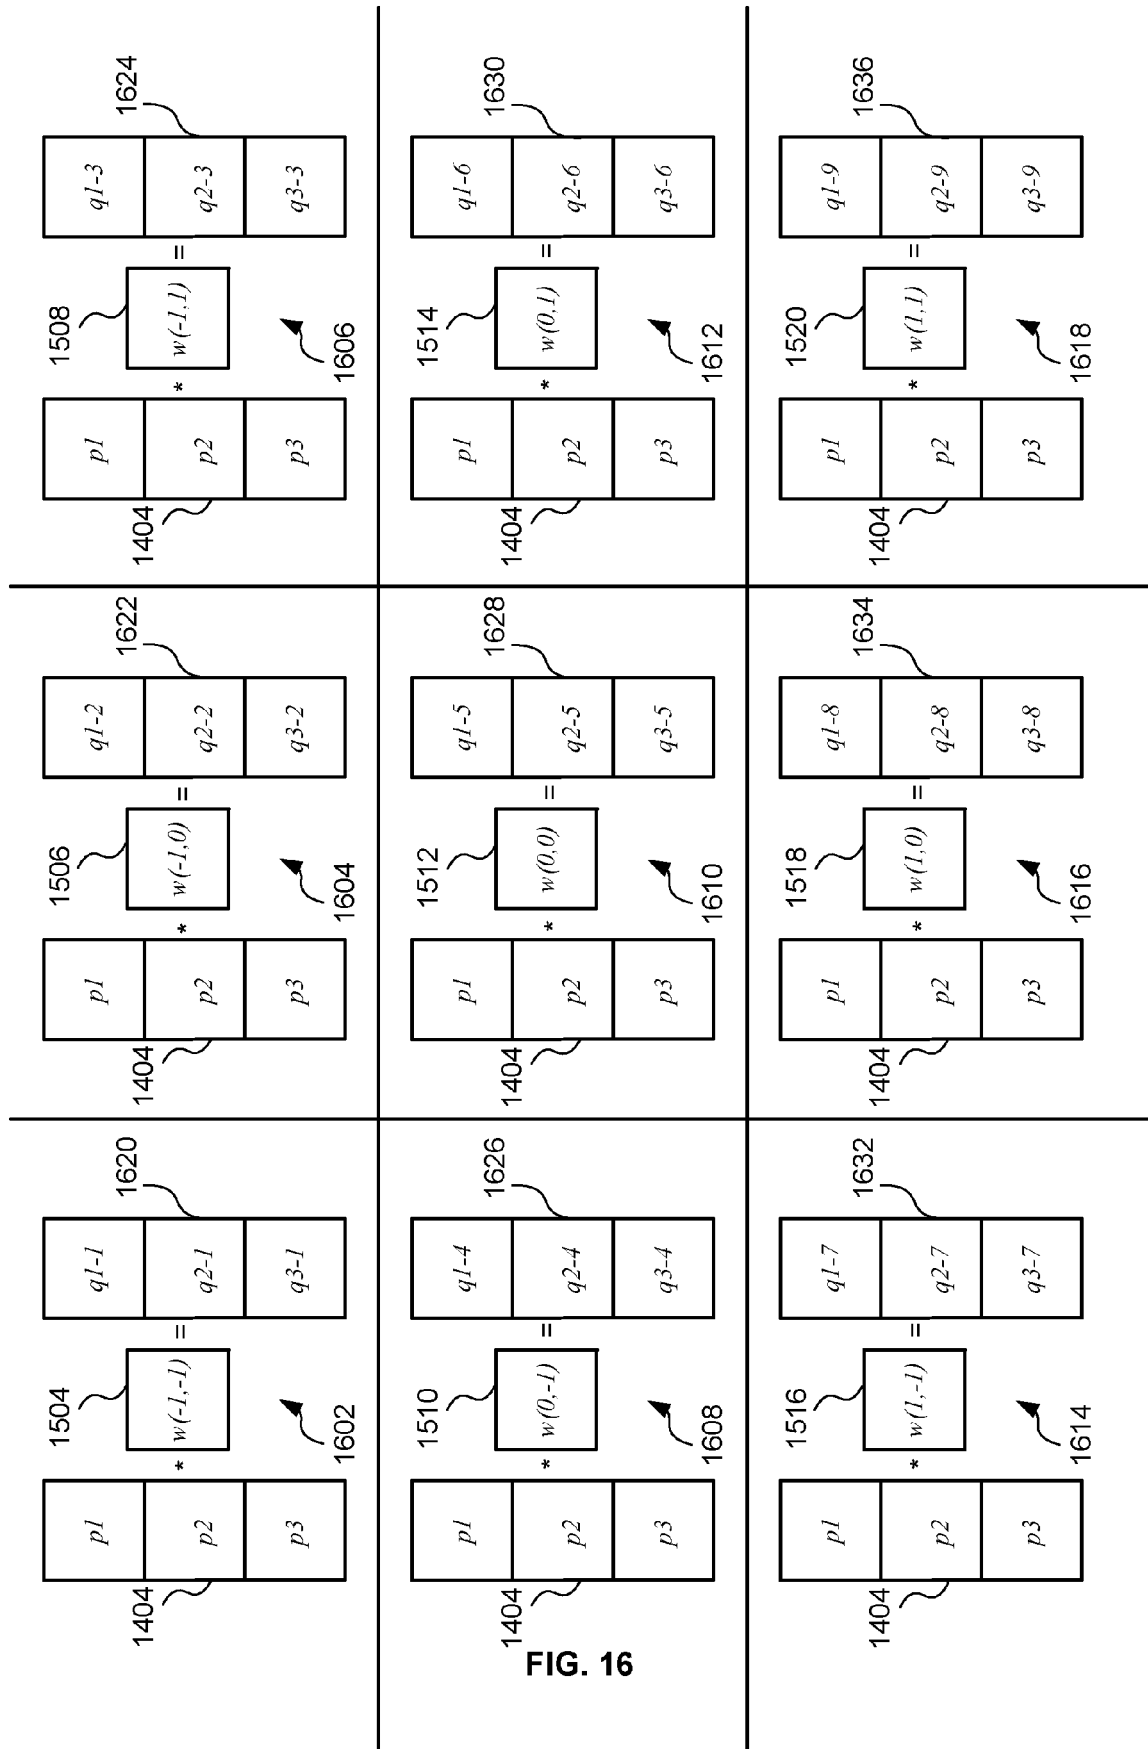 1504
1620
p1
q1-1
1404
p2 * w(-1,-1) = q2-1
p3
q3-1
1602
1506
1622
p1
q1-2
1404
p2 * w(-1,0) = q2-2
p3
q3-2
1604
1508
1624
p1
q1-3
1404
p2 * w(-1,1) = q2-3
p3
q3-3
1606
1510
1626
p1
q1-4
1404
p2 * w(0,-1) = q2-4
p3
q3-4
1608
1512
1628
p1
q1-5
1404
p2 * w(0,0) = q2-5
p3
q3-5
1610
1514
1630
p1
q1-6
1404
p2 * w(0,1) = q2-6
p3
q3-6
1612
1516
1632
p1
q1-7
1404
p2 * w(1,-1) = q2-7
p3
q3-7
1614
1518
1634
p1
q1-8
1404
p2 * w(1,0) = q2-8
p3
q3-8
1616
1520
1636
p1
q1-9
1404
p2 * w(1,1) = q2-9
p3
q3-9
1618
FIG. 16